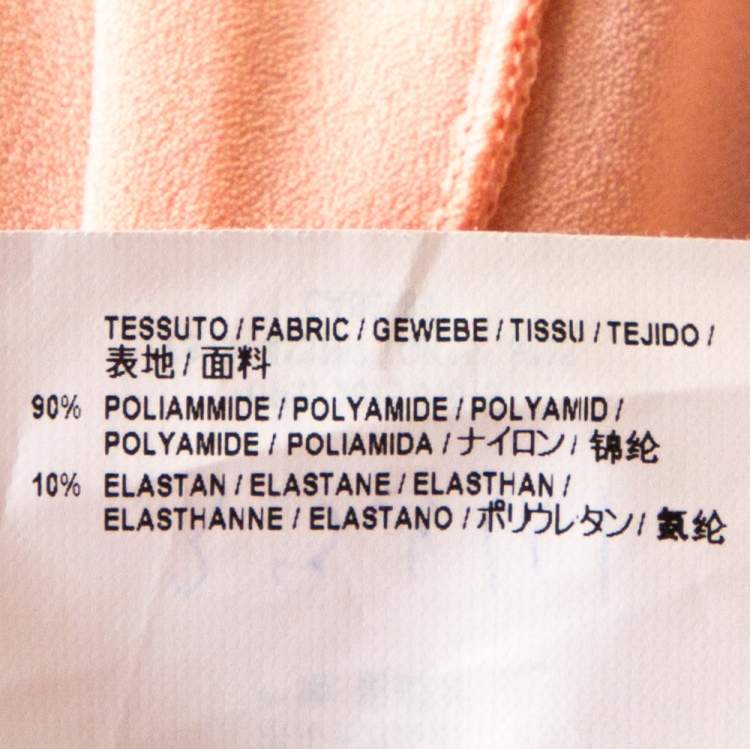 TESSUTO / FABRIC / GEWEBE / TISSU / TEJIDO /
表地 / 面料
90% POLIAMMIDE / POLYAMIDE / POLYAMID /
POLYAMIDE / POLIAMIDA / ナイロン / 锦纶
10% ELASTAN / ELASTANE / ELASTHAN /
ELASTHANNE / ELASTANO / ポリウレタン / 氨纶